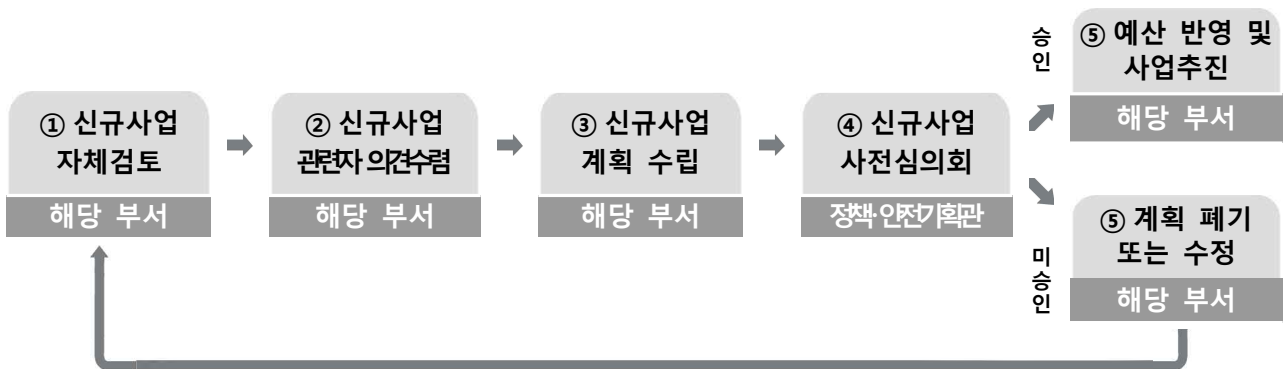 ① 신규사업
자체검토
해당 부서
② 신규사업
관련자 의견수렴
해당 부서
③ 신규사업
계획 수립
해당 부서
④ 신규사업
사전심의회
정책·안전기획관
승인
⑤ 예산 반영 및
사업추진
해당 부서
미승인
⑤ 계획 폐기
또는 수정
해당 부서